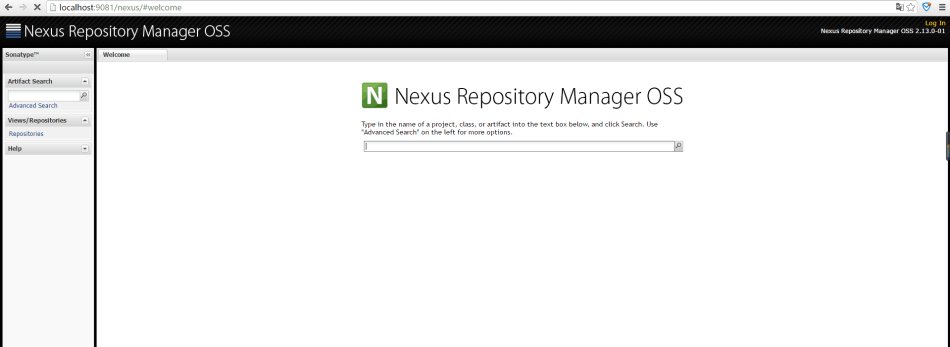 localhost:9081/nexus/#welcome
Nexus Repository Manager OSS
Log In
Nexus Repository Manager OSS 2.13.0-01
Sonatype™
Welcome
Artifact Search
Advanced Search
Views/Repositories
Repositories
Help
N Nexus Repository Manager OSS
Type in the name of a project, class, or artifact into the text box below, and click Search. Use
"Advanced Search" on the left for more options.